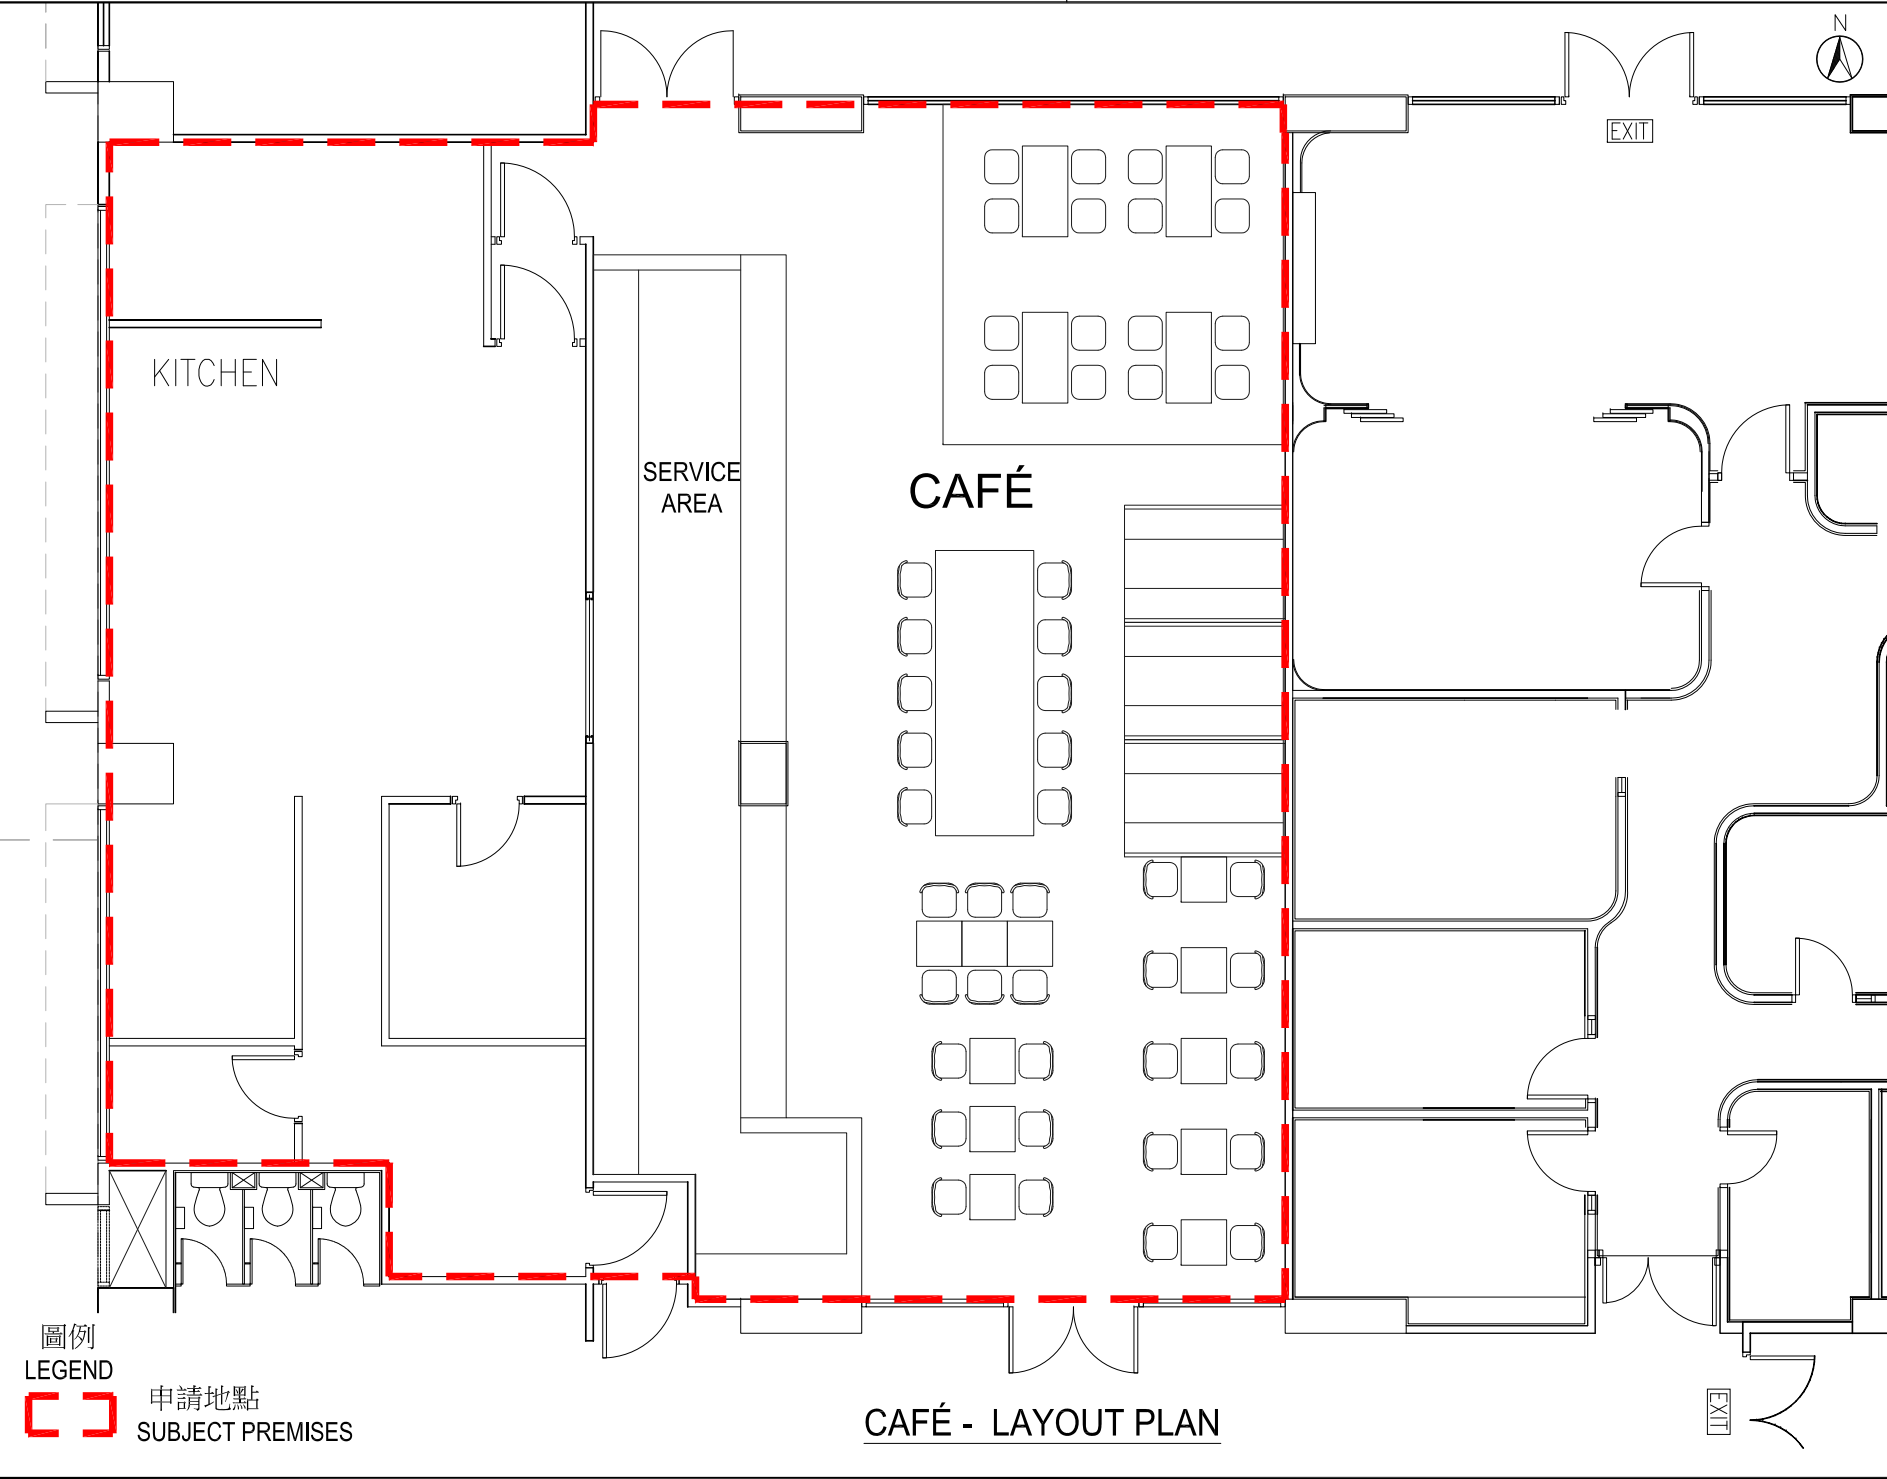 N
EXIT
KITCHEN
SERVICE
AREA
CAFÉ
圖例
LEGEND
申請地點
SUBJECT PREMISES
CAFÉ - LAYOUT PLAN
EXIT